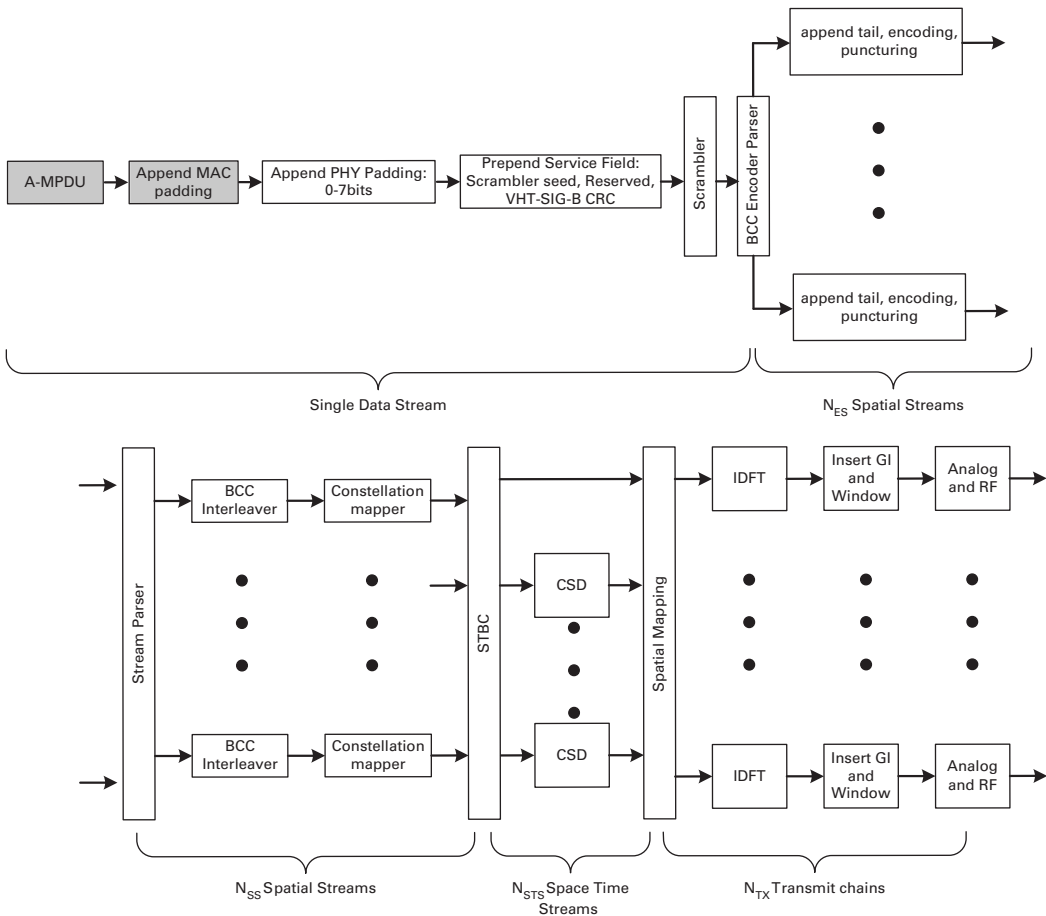 append tail, encoding,
puncturing
A-MPDU
Append MAC
padding
Append PHY Padding:
0-7bits
Prepend Service Field:
Scrambler seed, Reserved,
VHT-SIG-B CRC
Scrambler
BCC Encoder Parser
append tail, encoding,
puncturing
Single Data Stream
N_ES Spatial Streams
Stream Parser
BCC
Interleaver
Constellation
mapper
STBC
CSD
Spatial Mapping
IDFT
Insert GI
and
Window
Analog
and RF
BCC
Interleaver
Constellation
mapper
CSD
IDFT
Insert GI
and
Window
Analog
and RF
N_SS Spatial Streams
N_STS Space Time
Streams
N_TX Transmit chains